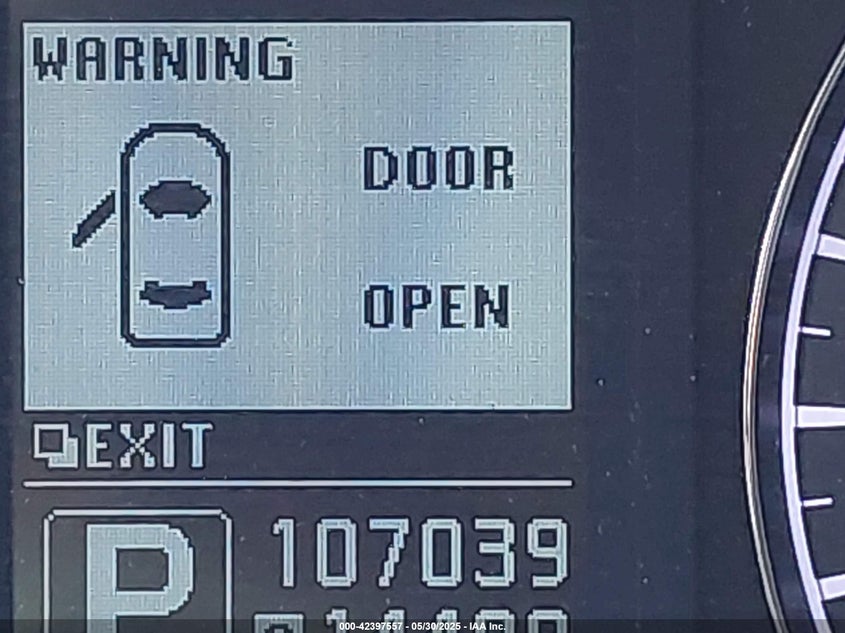 WARNING
DOOR
OPEN
EXIT
P 107039
000-42397557 - 05/30/2025 - IAA Inc.